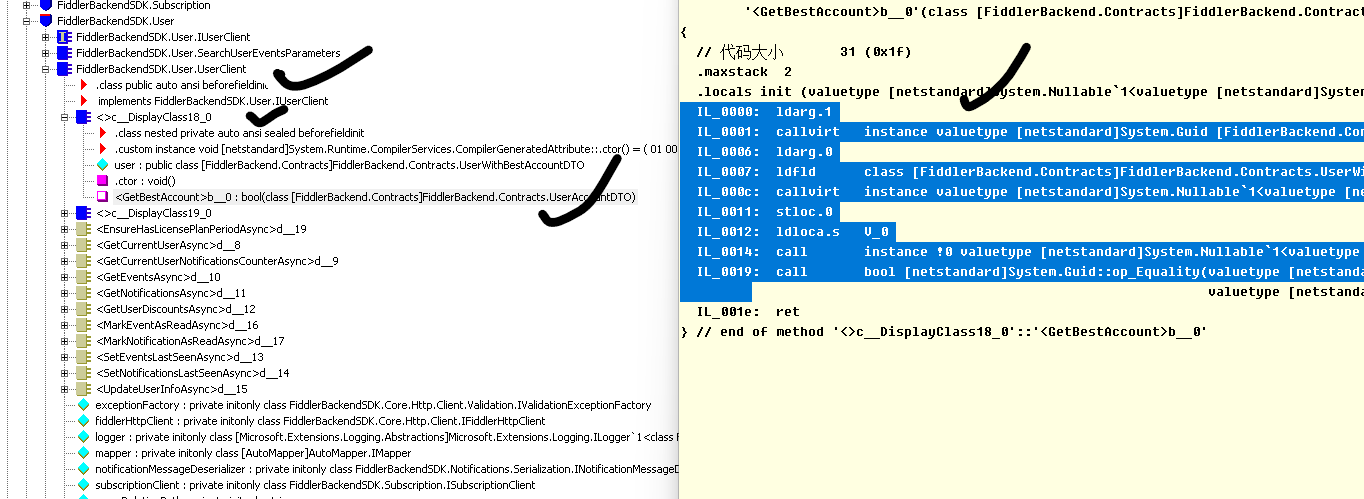 FiddlerBackendSDK.Subscription
FiddlerBackendSDK.User
FiddlerBackendSDK.User.IUserClient
FiddlerBackendSDK.User.SearchUserEventsParameters
FiddlerBackendSDK.User.UserClient
.class public auto ansi beforefieldinit
implements FiddlerBackendSDK.User.IUserClient
<>c__DisplayClass18_0
.class nested private auto ansi sealed beforefieldinit
.custom instance void [netstandard]System.Runtime.CompilerServices.CompilerGeneratedAttribute::.ctor() = ( 01 00
user : public class [FiddlerBackend.Contracts]FiddlerBackend.Contracts.UserWithBestAccountDTO
.ctor : void()
<GetBestAccount>b__0 : bool(class [FiddlerBackend.Contracts]FiddlerBackend.Contracts.UserAccountDTO)
<>c__DisplayClass19_0
<EnsureHasLicensePlanPeriodAsync>d__19
<GetCurrentUserAsync>d__8
<GetCurrentUserNotificationsCounterAsync>d__9
<GetEventsAsync>d__10
<GetNotificationsAsync>d__11
<GetUserDiscountsAsync>d__12
<MarkEventAsReadAsync>d__16
<MarkNotificationAsReadAsync>d__17
<SetEventsLastSeenAsync>d__13
<SetNotificationsLastSeenAsync>d__14
<UpdateUserInfoAsync>d__15
exceptionFactory : private initonly class FiddlerBackendSDK.Core.Http.Client.Validation.IValidationExceptionFactory
fiddlerHttpClient : private initonly class FiddlerBackendSDK.Core.Http.Client.IFiddlerHttpClient
logger : private initonly class [Microsoft.Extensions.Logging.Abstractions]Microsoft.Extensions.Logging.ILogger`1<class F
mapper : private initonly class [AutoMapper]AutoMapper.IMapper
notificationMessageDeserializer : private initonly class FiddlerBackendSDK.Notifications.Serialization.INotificationMessageD
subscriptionClient : private initonly class FiddlerBackendSDK.Subscription.ISubscriptionClient
'<GetBestAccount>b__0'(class [FiddlerBackend.Contracts]FiddlerBackend.Contract
{
// 代码大小 31 (0x1f)
.maxstack 2
.locals init (valuetype [netstandard]System.Nullable`1<valuetype [netstandard]System
IL_0000: ldarg.1
IL_0001: callvirt instance valuetype [netstandard]System.Guid [FiddlerBackend.Co
IL_0006: ldarg.0
IL_0007: ldfld class [FiddlerBackend.Contracts]FiddlerBackend.Contracts.UserWi
IL_000c: callvirt instance valuetype [netstandard]System.Nullable`1<valuetype [ne
IL_0011: stloc.0
IL_0012: ldloca.s V_0
IL_0014: call instance !0 valuetype [netstandard]System.Nullable`1<valuetype
IL_0019: call bool [netstandard]System.Guid::op_Equality(valuetype [netstanda
valuetype [netstanda
IL_001e: ret
} // end of method '<>c__DisplayClass18_0'::'<GetBestAccount>b__0'